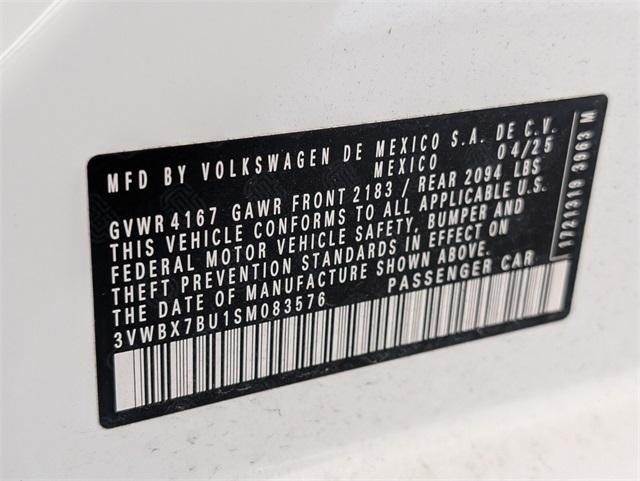 MFD BY VOLKSWAGEN DE MEXICO S.A. DE C.V.
MEXICO 04/25
GVWR 4167 GAWR FRONT 2183 / REAR 2094 LBS
THIS VEHICLE CONFORMS TO ALL APPLICABLE U.S.
FEDERAL MOTOR VEHICLE SAFETY, BUMPER AND
THEFT PREVENTION STANDARDS IN EFFECT ON
THE DATE OF MANUFACTURE SHOWN ABOVE.
3VWBX7BU1SM083576 PASSENGER CAR
1721319 3963 M